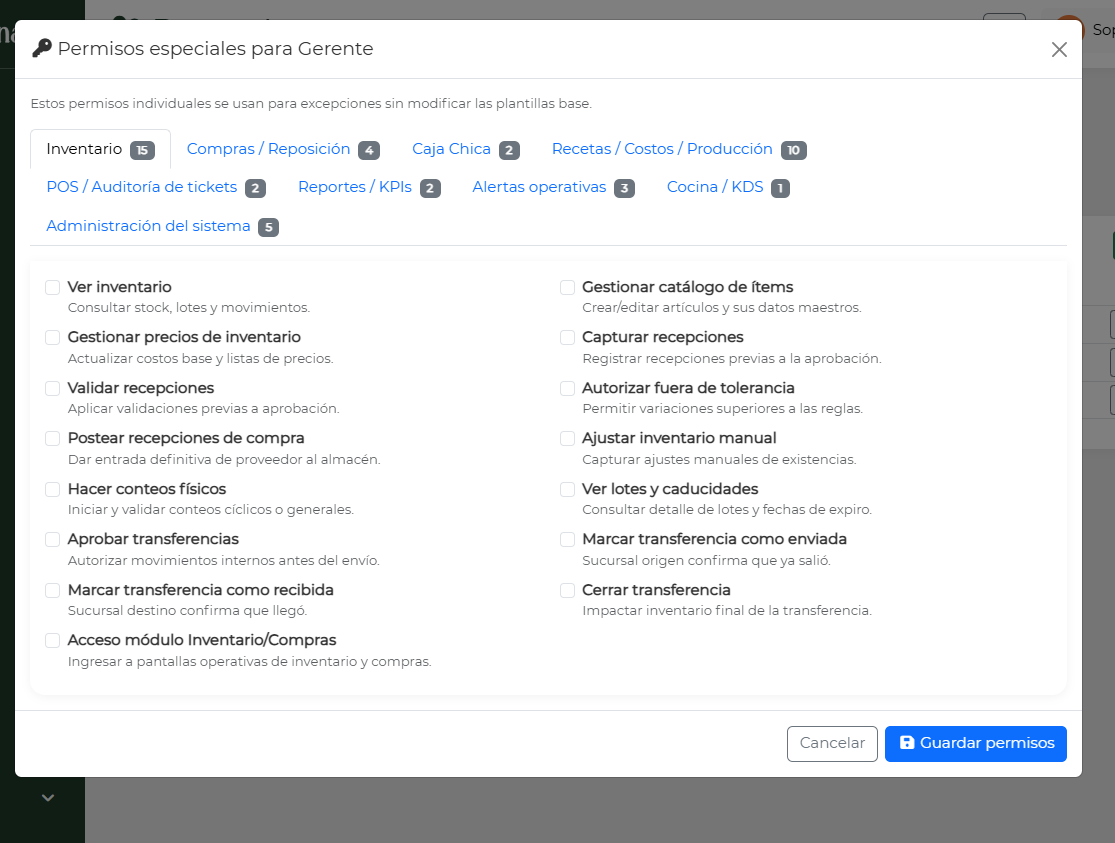 Permisos especiales para Gerente
Estos permisos individuales se usan para excepciones sin modificar las plantillas base.
Inventario 15 Compras / Reposición 4 Caja Chica 2 Recetas / Costos / Producción 10
POS / Auditoría de tickets 2 Reportes / KPIs 2 Alertas operativas 3 Cocina / KDS 1
Administración del sistema 5
Ver inventario
Consultar stock, lotes y movimientos.
Gestionar catálogo de ítems
Crear/editar artículos y sus datos maestros.
Gestionar precios de inventario
Actualizar costos base y listas de precios.
Capturar recepciones
Registrar recepciones previas a la aprobación.
Validar recepciones
Aplicar validaciones previas a aprobación.
Autorizar fuera de tolerancia
Permitir variaciones superiores a las reglas.
Postear recepciones de compra
Dar entrada definitiva de proveedor al almacén.
Ajustar inventario manual
Capturar ajustes manuales de existencias.
Hacer conteos físicos
Iniciar y validar conteos cíclicos o generales.
Ver lotes y caducidades
Consultar detalle de lotes y fechas de expiro.
Aprobar transferencias
Autorizar movimientos internos antes del envío.
Marcar transferencia como enviada
Sucursal origen confirma que ya salió.
Marcar transferencia como recibida
Sucursal destino confirma que llegó.
Cerrar transferencia
Impactar inventario final de la transferencia.
Acceso módulo Inventario/Compras
Ingresar a pantallas operativas de inventario y compras.
Cancelar Guardar permisos